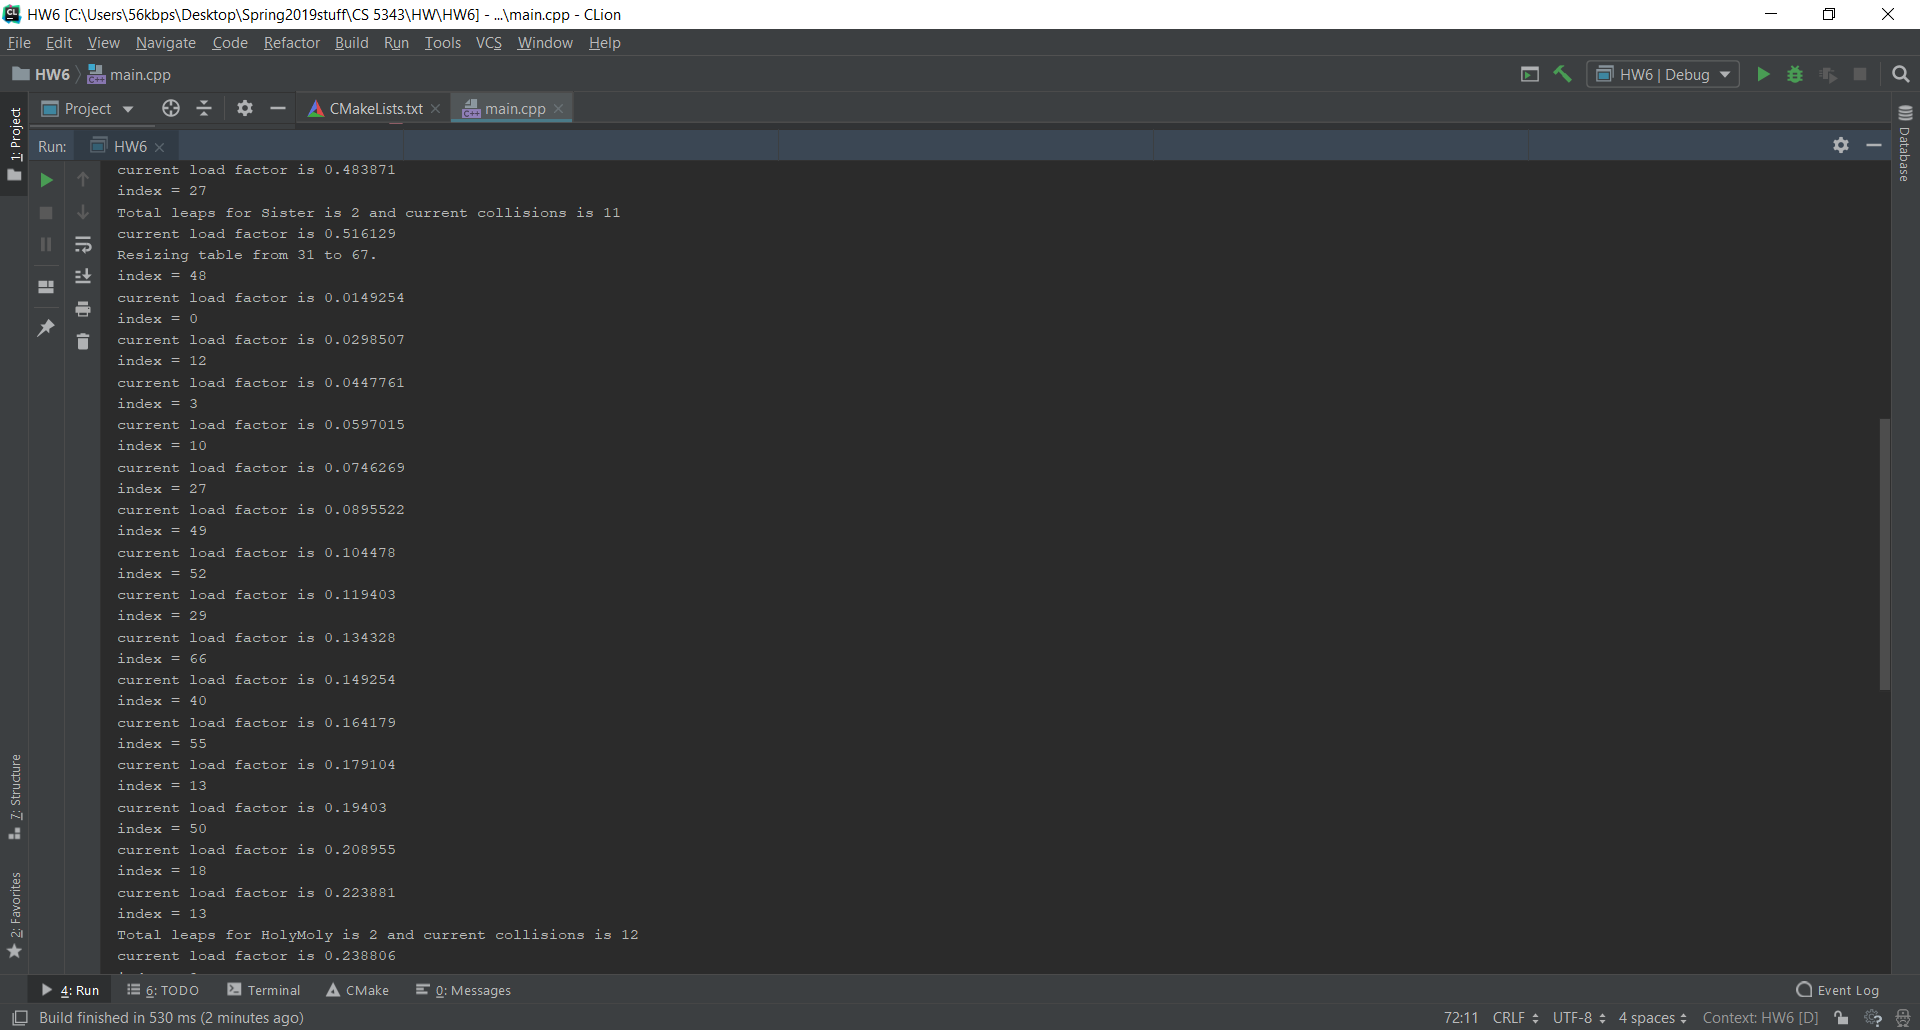 HW6 [C:\Users\56kbps\Desktop\Spring2019stuff\CS 5343\HW\HW6] - ...\main.cpp - CLion
File Edit View Navigate Code Refactor Build Run Tools VCS Window Help
HW6 main.cpp HW6 | Debug
Project CMakeLists.txt main.cpp
1: Project
Database
Run: HW6
current load factor is 0.483871
index = 27
Total leaps for Sister is 2 and current collisions is 11
current load factor is 0.516129
Resizing table from 31 to 67.
index = 48
current load factor is 0.0149254
index = 0
current load factor is 0.0298507
index = 12
current load factor is 0.0447761
index = 3
current load factor is 0.0597015
index = 10
current load factor is 0.0746269
index = 27
current load factor is 0.0895522
index = 49
current load factor is 0.104478
index = 52
current load factor is 0.119403
index = 29
current load factor is 0.134328
index = 66
current load factor is 0.149254
index = 40
current load factor is 0.164179
index = 55
current load factor is 0.179104
index = 13
current load factor is 0.19403
index = 50
current load factor is 0.208955
index = 18
current load factor is 0.223881
index = 13
Total leaps for HolyMoly is 2 and current collisions is 12
current load factor is 0.238806
7: Structure
2: Favorites
4: Run 6: TODO Terminal CMake 0: Messages Event Log
Build finished in 530 ms (2 minutes ago) 72:11 CRLF UTF-8 4 spaces Context: HW6 [D]